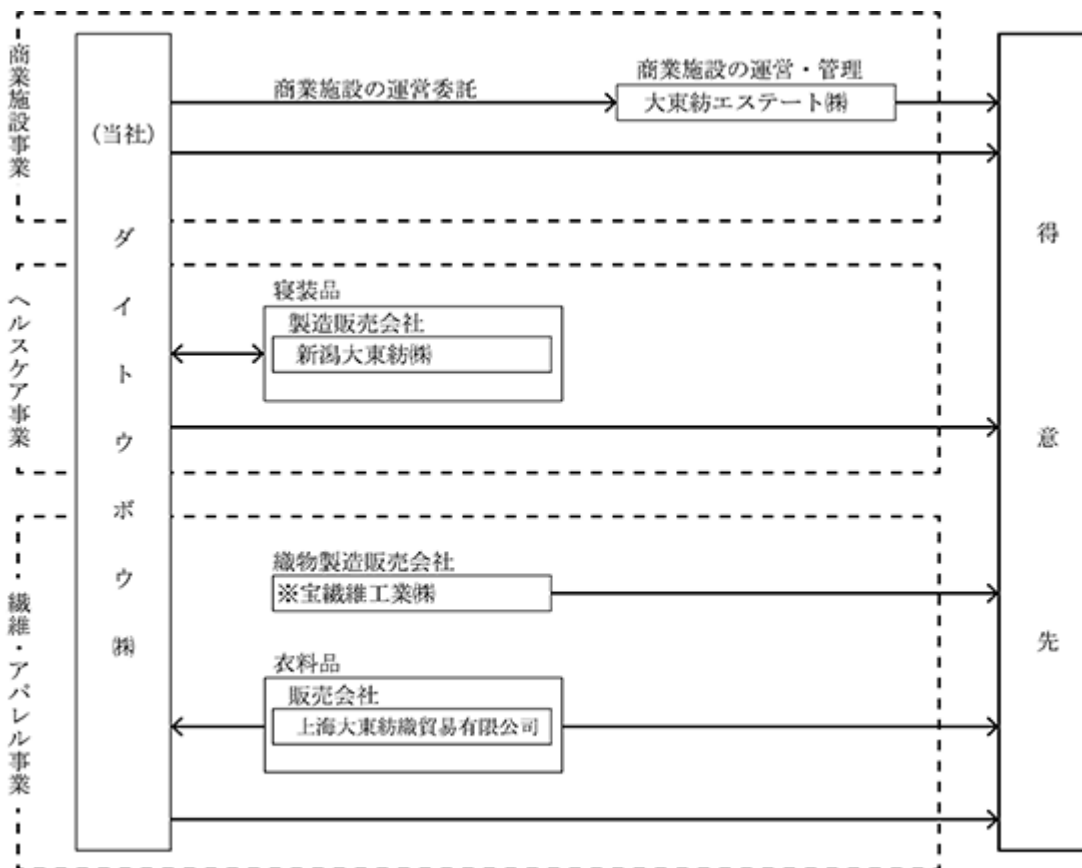 商業施設事業
(当社)
ダイトウボウ㈱
商業施設の運営委託
商業施設の運営・管理
大東紡エステート㈱
得意先
ヘルスケア事業
寝装品
製造販売会社
新潟大東紡㈱
繊維・アパレル事業
織物製造販売会社
※宝繊維工業㈱
衣料品
販売会社
上海大東紡織貿易有限公司